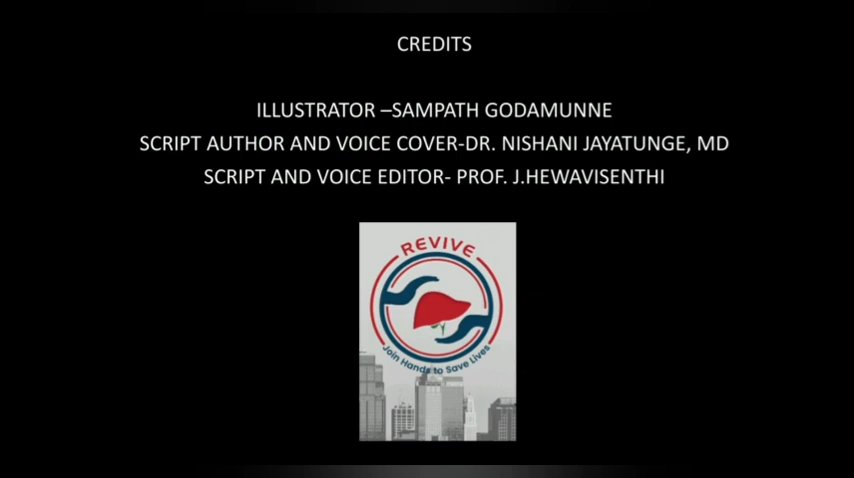 CREDITS
ILLUSTRATOR –SAMPATH GODAMUNNE
SCRIPT AUTHOR AND VOICE COVER-DR. NISHANI JAYATUNGE, MD
SCRIPT AND VOICE EDITOR- PROF. J.HEWAVISENTHI
REVIVE
Join Hands to Save Lives